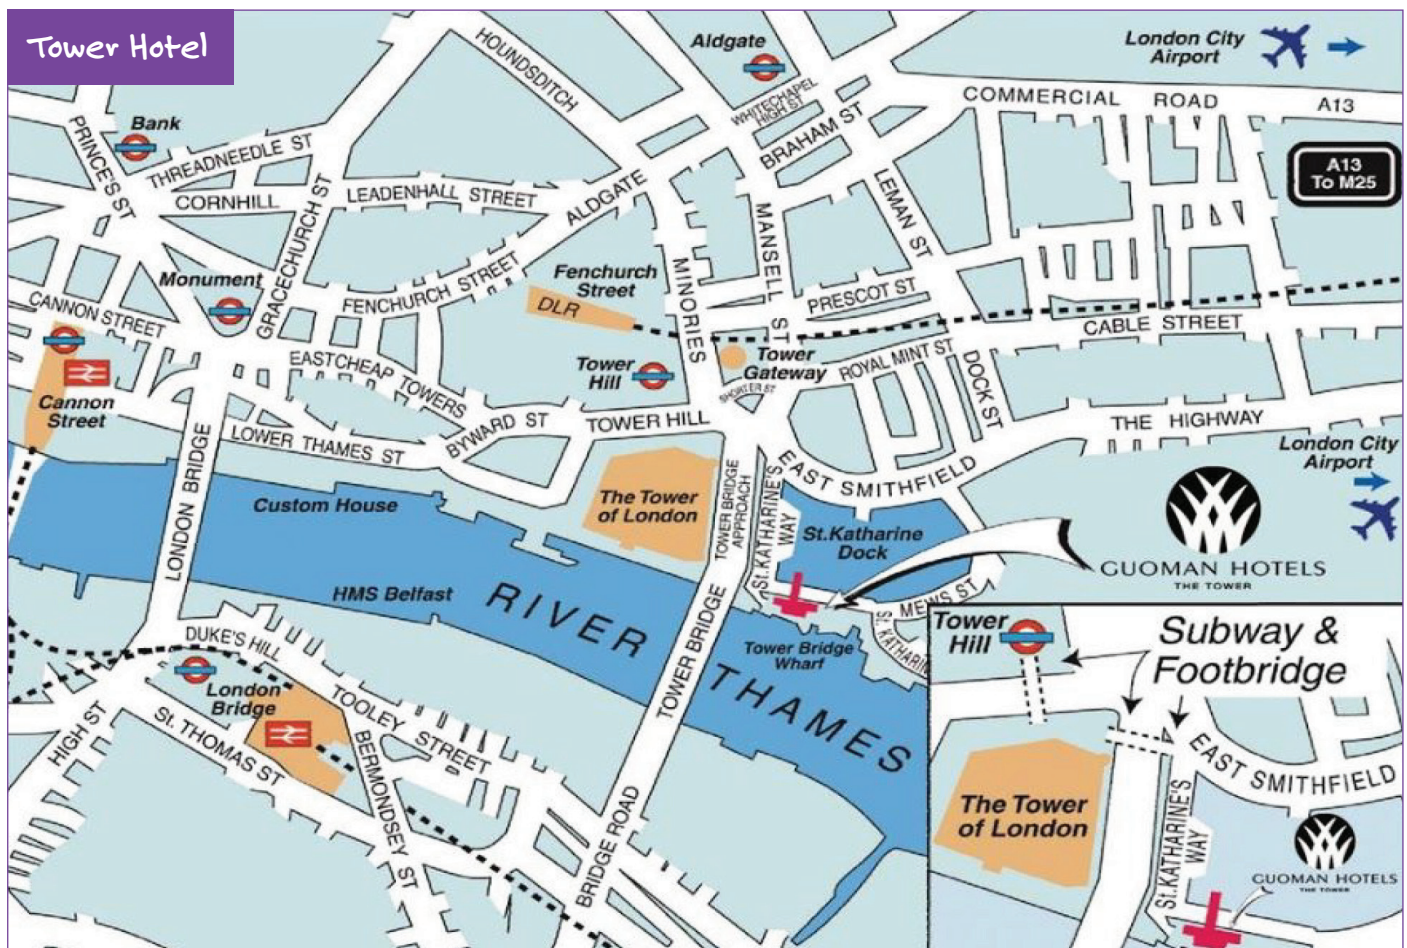 Tower Hotel
Aldgate
London City
Airport
HOUNDSDITCH
WHITECHAPEL
HIGH ST
COMMERCIAL ROAD A13
BRAHAM ST
A13
To M25
PRINCE'S ST
Bank
THREADNEEDLE ST
CORNHILL
LEADENHALL STREET
ALDGATE
LEMAN ST
GRACECHURCH ST
MANSELL ST
MINORIES
Monument
FENCHURCH STREET
Fenchurch
Street
DLR
PRESCOT ST
CANNON STREET
CABLE STREET
EASTCHEAP
TOWERS
Tower
Hill
Tower
Gateway
ROYAL MINT ST
DOCK ST
SHORTER ST
Cannon
Street
LOWER THAMES ST
BYWARD ST
TOWER HILL
THE HIGHWAY
London City
Airport
LONDON BRIDGE
Custom House
The Tower
of London
TOWER BRIDGE
APPROACH
St.KATHARINE'S
WAY
EAST SMITHFIELD
St.Katharine
Dock
GUOMAN HOTELS
THE TOWER
HMS Belfast
RIVER THAMES
TOWER BRIDGE
MEWS ST
Tower Bridge
Wharf
DUKE'S HILL
London
Bridge
TOOLEY STREET
HIGH ST
St. THOMAS ST
BERMONDSEY ST
BRIDGE ROAD
Tower
Hill
Subway &
Footbridge
EAST SMITHFIELD
The Tower
of London
St.KATHARINE'S
WAY
GUOMAN HOTELS
THE TOWER